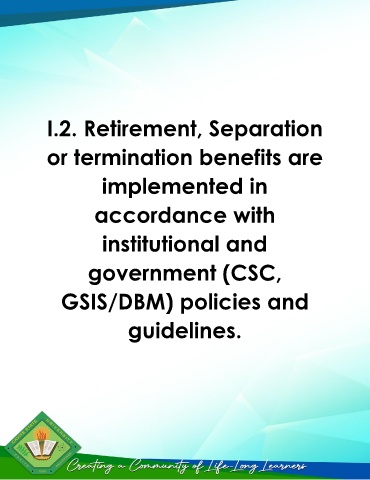 I.2. Retirement, Separation
or termination benefits are
implemented in
accordance with
institutional and
government (CSC,
GSIS/DBM) policies and
guidelines.
Creating a Community of Life-Long Learners